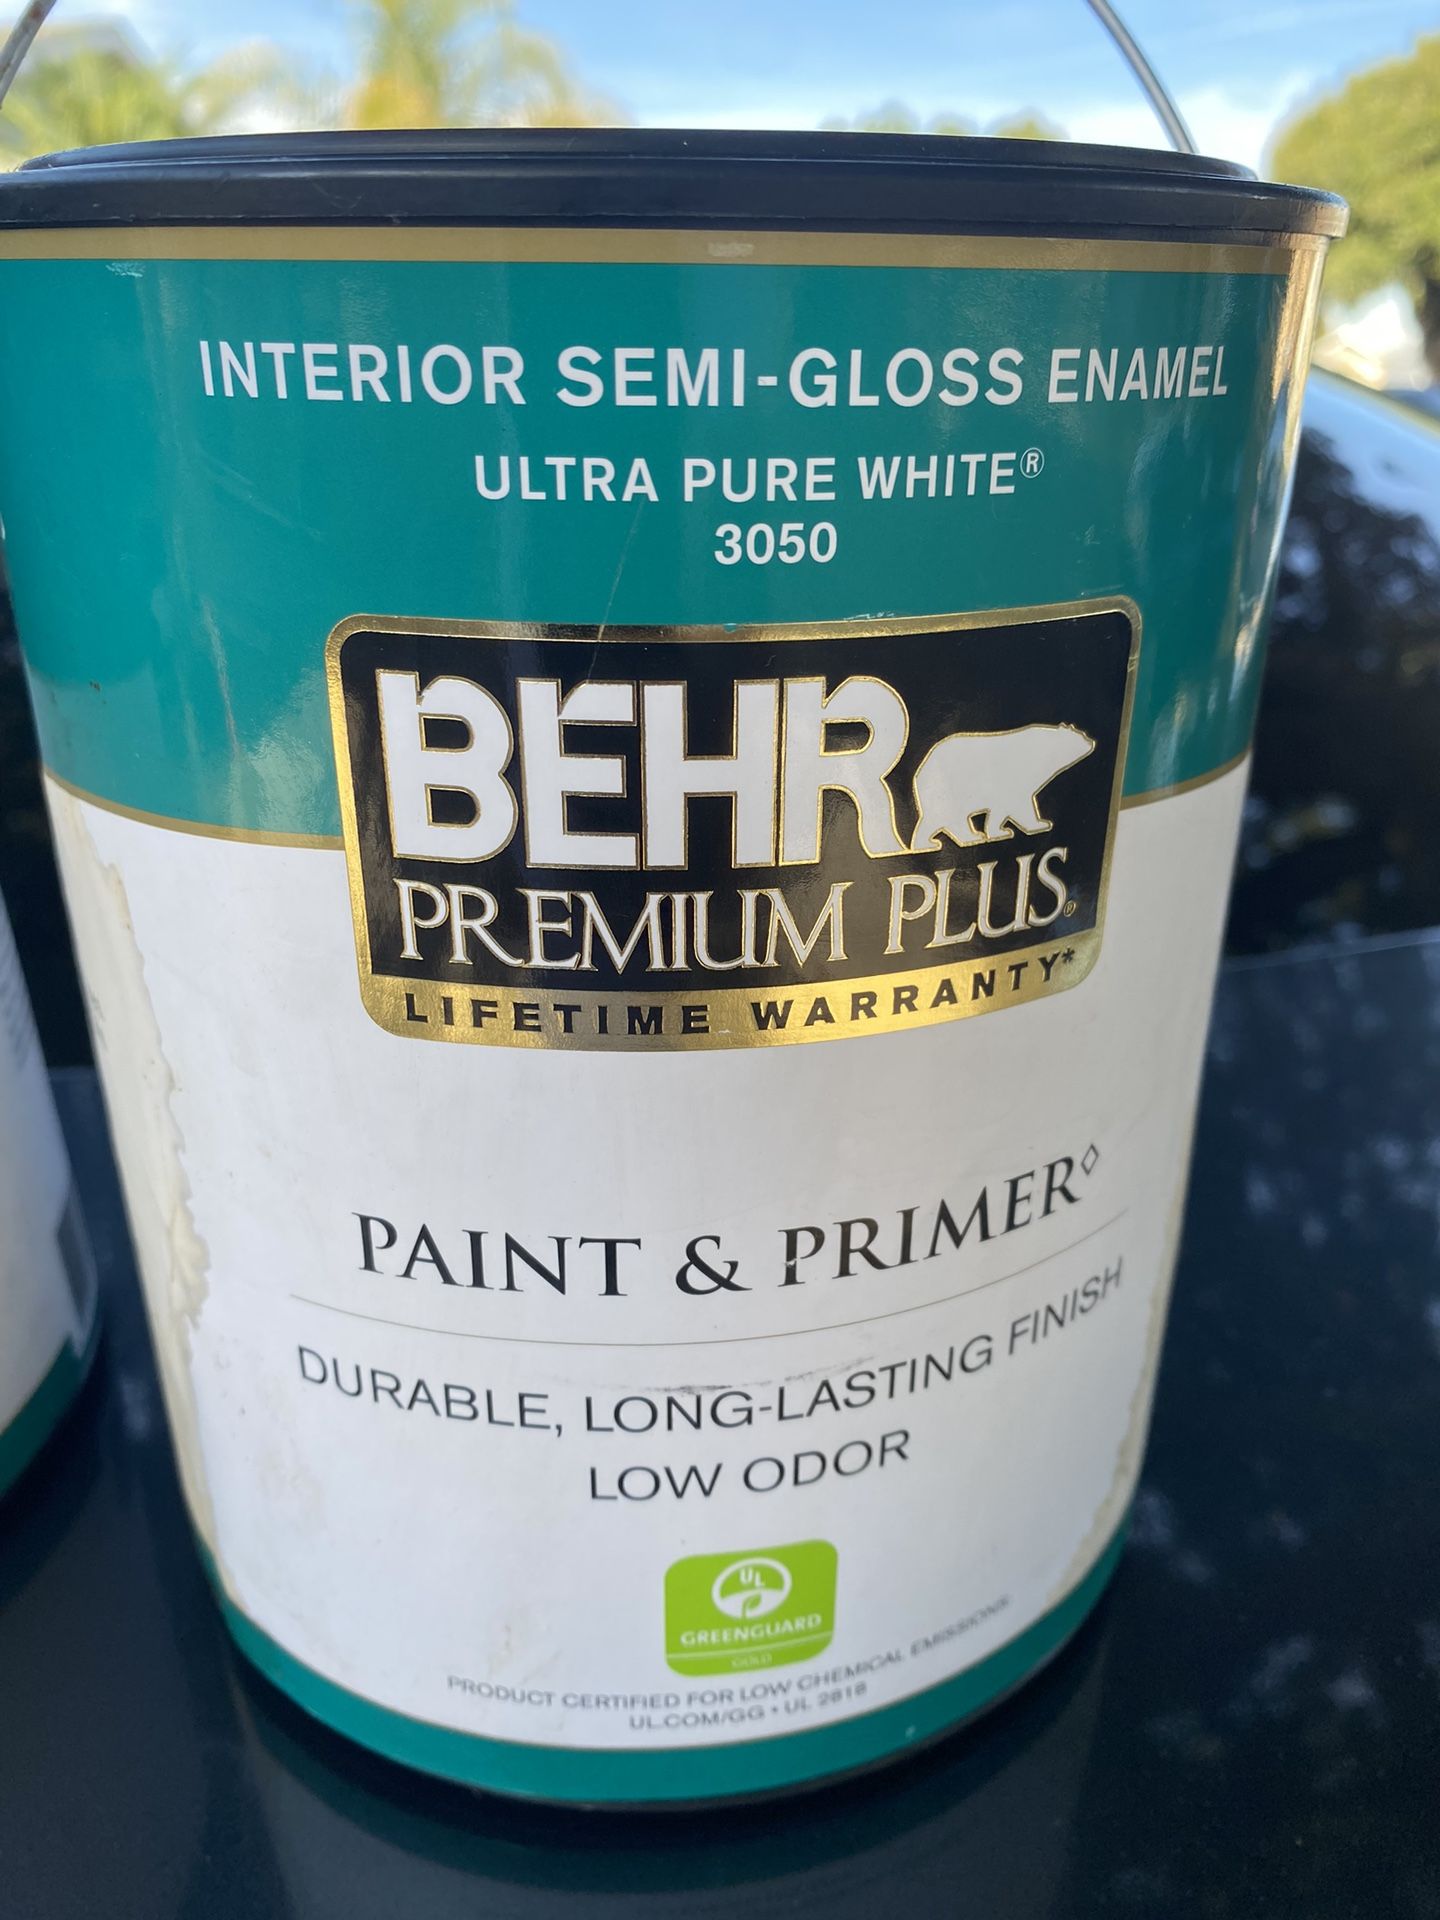 INTERIOR SEMI-GLOSS ENAMEL
ULTRA PURE WHITE®
3050
BEHR
PREMIUM PLUS®
LIFETIME WARRANTY*
PAINT & PRIMER◊
DURABLE, LONG-LASTING FINISH
LOW ODOR
UL
GREENGUARD
GOLD
PRODUCT CERTIFIED FOR LOW CHEMICAL EMISSIONS
UL.COM/GG • UL 2818